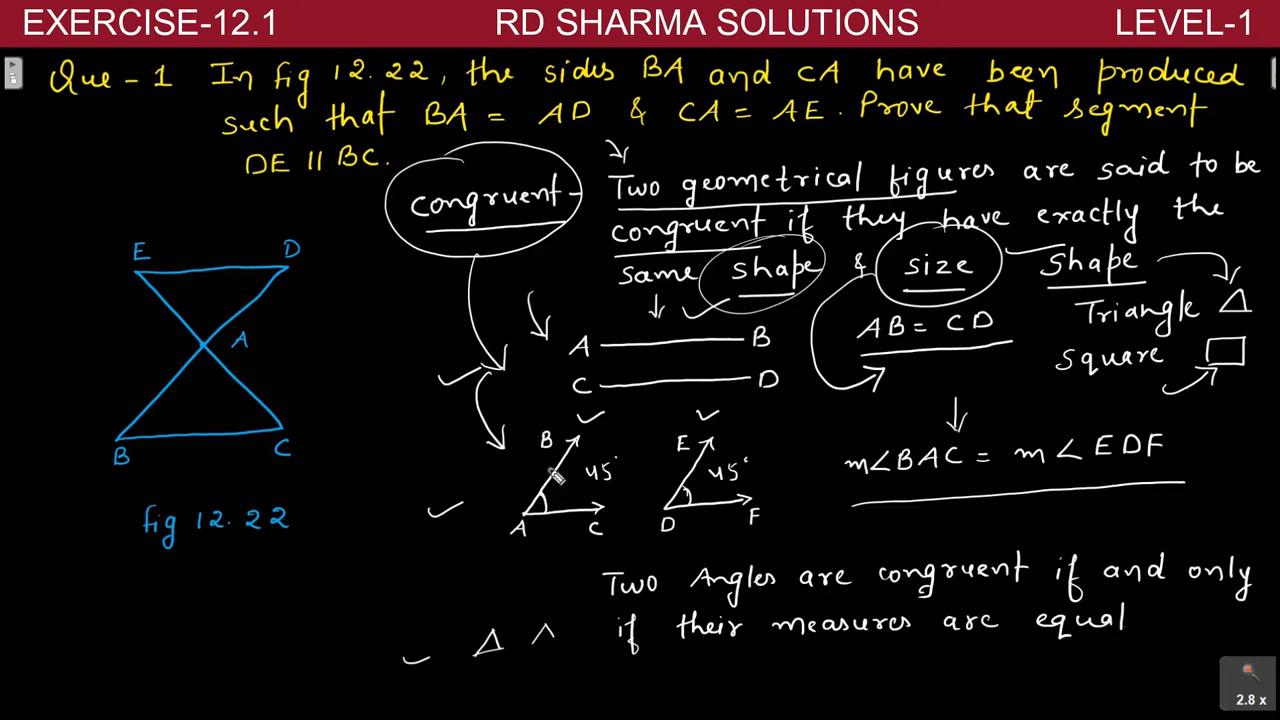 EXERCISE-12.1 RD SHARMA SOLUTIONS LEVEL-1
Que - 1 In fig 12.22, the sides BA and CA have been produced
such that BA = AD & CA = AE. Prove that segment
DE || BC.
congruent - Two geometrical figures are said to be
congruent if they have exactly the
same shape & size
Shape
Triangle
Square
AB = CD
A B
C D
E D
A
B C
fig 12.22
B 45°
A C
E 45°
D F
m∠BAC = m∠EDF
Two Angles are congruent if and only
if their measures are equal
2.8 x